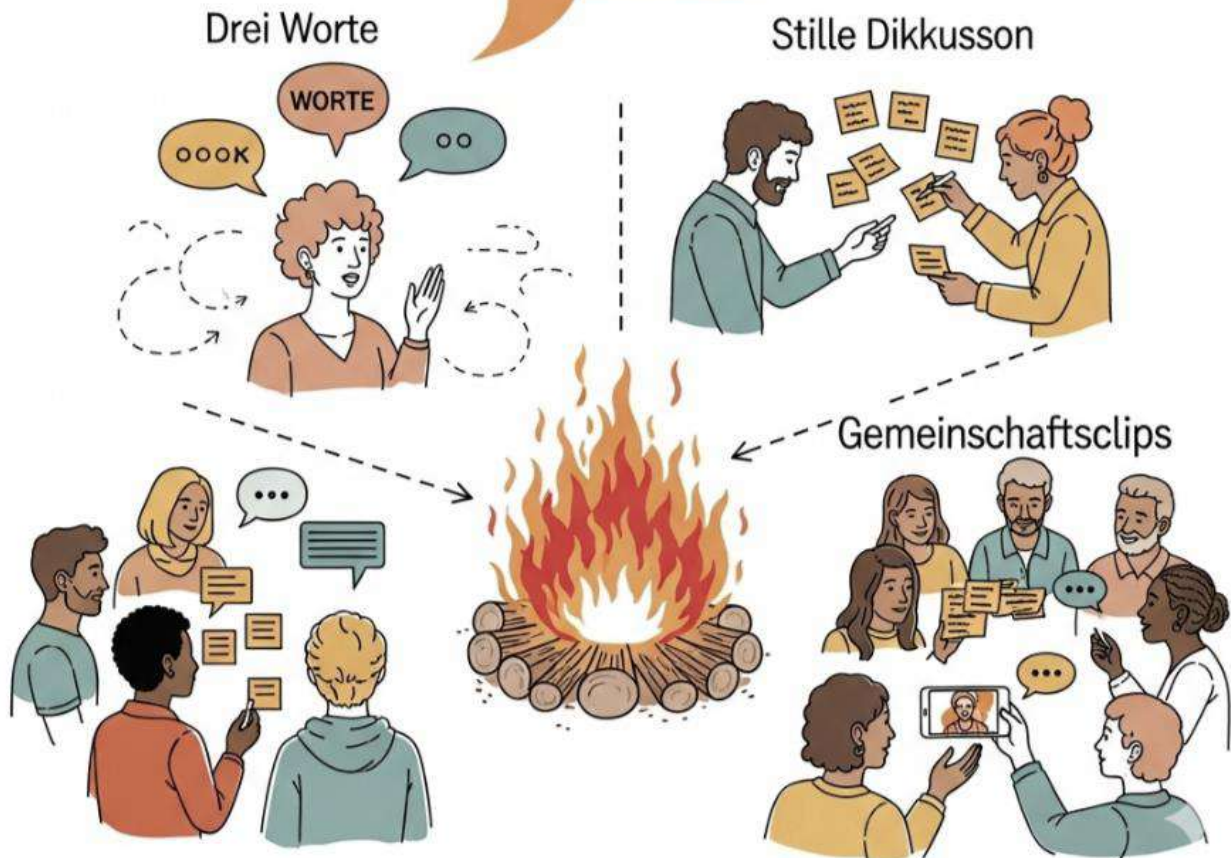 Drei Worte
Stille Dikkusson
WORTE
OOOK
OO
Gemeinschaftsclips